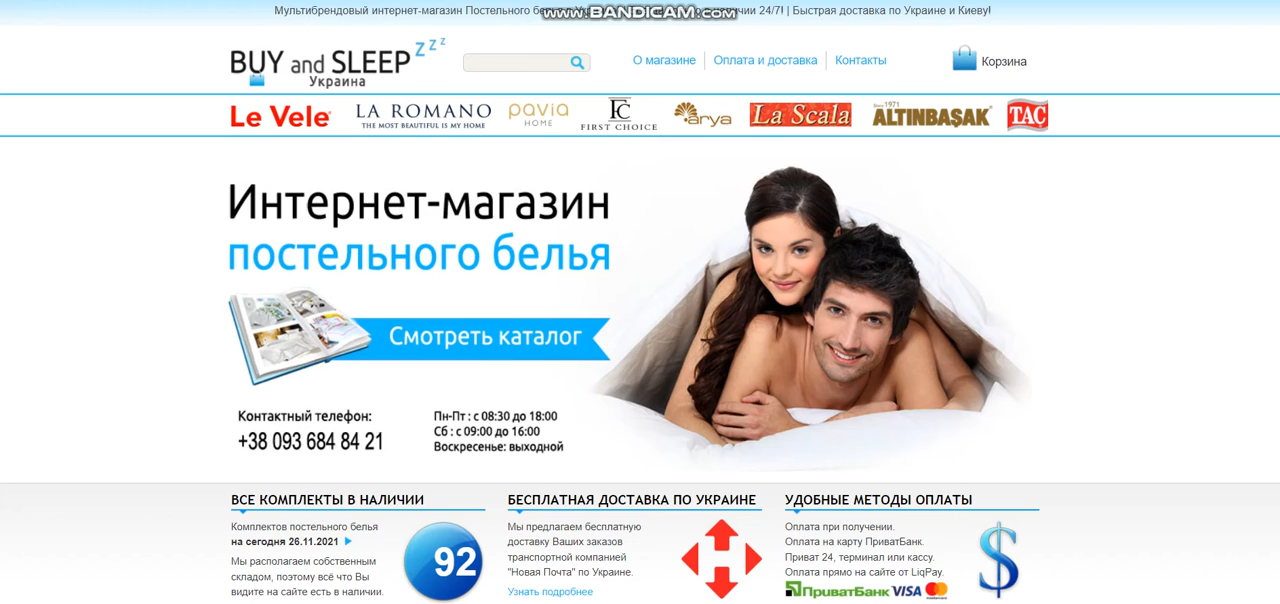 Мультибрендовый интернет-магазин Постельного белья в
наличии 24/7! | Быстрая доставка по Украине и Киеву!
www.BANDICAM.com
BUY and SLEEP z z z
Украина
О магазине
Оплата и доставка
Контакты
Корзина
Le Vele
LA ROMANO
THE MOST BEAUTIFUL IS MY HOME
pavia
HOME
FC
FIRST CHOICE
arya
La Scala
Since 1971
ALTINBAŞAK
TAÇ
Интернет-магазин
постельного белья
Смотреть каталог
Контактный телефон:
+38 093 684 84 21
Пн-Пт : с 08:30 до 18:00
Сб : с 09:00 до 16:00
Воскресенье: выходной
ВСЕ КОМПЛЕКТЫ В НАЛИЧИИ
Комплектов постельного белья
на сегодня 26.11.2021
Мы располагаем собственным
складом, поэтому всё что Вы
видите на сайте есть в наличии.
92
БЕСПЛАТНАЯ ДОСТАВКА ПО УКРАИНЕ
Мы предлагаем бесплатную
доставку Ваших заказов
транспортной компанией
"Новая Почта" по Украине.
Узнать подробнее
УДОБНЫЕ МЕТОДЫ ОПЛАТЫ
Оплата при получении.
Оплата на карту ПриватБанк.
Приват 24, терминал или кассу.
Оплата прямо на сайте от LiqPay.
ПриватБанк VISA
$